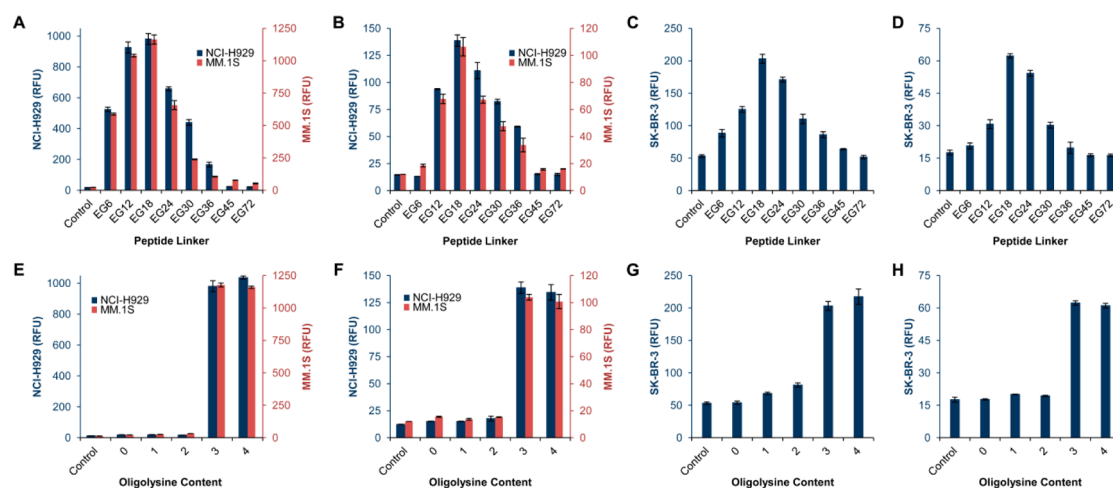 A
NCI-H929 (RFU)
1000
800
600
400
200
0
NCI-H929
MM.1S
1250
1000
750
500
250
0
MM.1S (RFU)
Control
EG6
EG12
EG18
EG24
EG30
EG36
EG45
EG72
Peptide Linker
B
NCI-H929 (RFU)
150
125
100
75
50
25
0
NCI-H929
MM.1S
120
100
80
60
40
20
0
MM.1S (RFU)
Control
EG6
EG12
EG18
EG24
EG30
EG36
EG45
EG72
Peptide Linker
C
SK-BR-3 (RFU)
250
200
150
100
50
0
Control
EG6
EG12
EG18
EG24
EG30
EG36
EG45
EG72
Peptide Linker
D
SK-BR-3 (RFU)
75
60
45
30
15
0
Control
EG6
EG12
EG18
EG24
EG30
EG36
EG45
EG72
Peptide Linker
E
NCI-H929 (RFU)
1000
800
600
400
200
0
NCI-H929
MM.1S
1250
1000
750
500
250
0
MM.1S (RFU)
Control
0
1
2
3
4
Oligolysine Content
F
NCI-H929 (RFU)
150
125
100
75
50
25
0
NCI-H929
MM.1S
120
100
80
60
40
20
0
MM.1S (RFU)
Control
0
1
2
3
4
Oligolysine Content
G
SK-BR-3 (RFU)
250
200
150
100
50
0
Control
0
1
2
3
4
Oligolysine Content
H
SK-BR-3 (RFU)
75
60
45
30
15
0
Control
0
1
2
3
4
Oligolysine Content